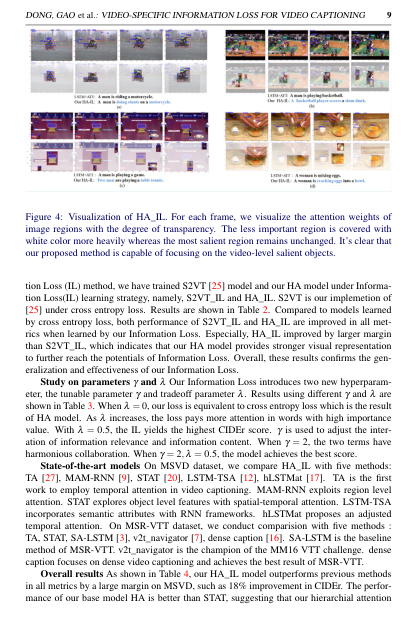 DONG, GAO et al.: VIDEO-SPECIFIC INFORMATION LOSS FOR VIDEO CAPTIONING 9
LSTM-ATT: A man is riding a motorcycle.
Our HA-IL: A man is doing stunts on a motorcycle.
(a)
LSTM-ATT: A man is playing basketball.
Our HA-IL: A basketball player scores a slam dunk.
(b)
LSTM-ATT: A man is playing a game.
Our HA-IL: Two men are playing a table tennis.
(c)
LSTM-ATT: A woman is mixing eggs.
Our HA-IL: A woman is cracking eggs into a bowl.
(d)
Figure 4: Visualization of HA_IL. For each frame, we visualize the attention weights of
image regions with the degree of transparency. The less important region is covered with
white color more heavily whereas the most salient region remains unchanged. It's clear that
our proposed method is capable of focusing on the video-level salient objects.
tion Loss (IL) method, we have trained S2VT [25] model and our HA model under Informa-
tion Loss(IL) learning strategy, namely, S2VT_IL and HA_IL. S2VT is our implemetion of
[25] under cross entropy loss. Results are shown in Table 2. Compared to models learned
by cross entropy loss, both performance of S2VT_IL and HA_IL are improved in all met-
rics when learned by our Information Loss. Especially, HA_IL improved by larger margin
than S2VT_IL, which indicates that our HA model provides stronger visual representation
to further reach the potentials of Information Loss. Overall, these results confirms the gen-
eralization and effectiveness of our Information Loss.
Study on parameters γ and λ Our Information Loss introduces two new hyperparam-
eter, the tunable parameter γ and tradeoff parameter λ. Results using different γ and λ are
shown in Table 3. When λ = 0, our loss is equivalent to cross entropy loss which is the result
of HA model. As λ increases, the loss pays more attention in words with high importance
value. With λ = 0.5, the IL yields the highest CIDEr score. γ is used to adjust the inter-
ation of information relevance and information content. When γ = 2, the two terms have
harmonious collaboration. When γ = 2, λ = 0.5, the model achieves the best score.
State-of-the-art models On MSVD dataset, we compare HA_IL with five methods:
TA [27], MAM-RNN [9], STAT [20], LSTM-TSA [12], hLSTMat [17]. TA is the first
work to employ temporal attention in video captioning. MAM-RNN exploits region level
attention. STAT explores object level features with spatial-temporal attention. LSTM-TSA
incorporates semantic attributes with RNN frameworks. hLSTMat proposes an adjusted
temporal attention. On MSR-VTT dataset, we conduct comparision with five methods :
TA, STAT, SA-LSTM [3], v2t_navigator [7], dense caption [16]. SA-LSTM is the baseline
method of MSR-VTT. v2t_navigator is the champion of the MM16 VTT challenge. dense
caption focuses on dense video captioning and achieves the best result of MSR-VTT.
Overall results As shown in Table 4, our HA_IL model outperforms previous methods
in all metrics by a large margin on MSVD, such as 18% improvement in CIDEr. The perfor-
mance of our base model HA is better than STAT, suggesting that our hierarchial attention